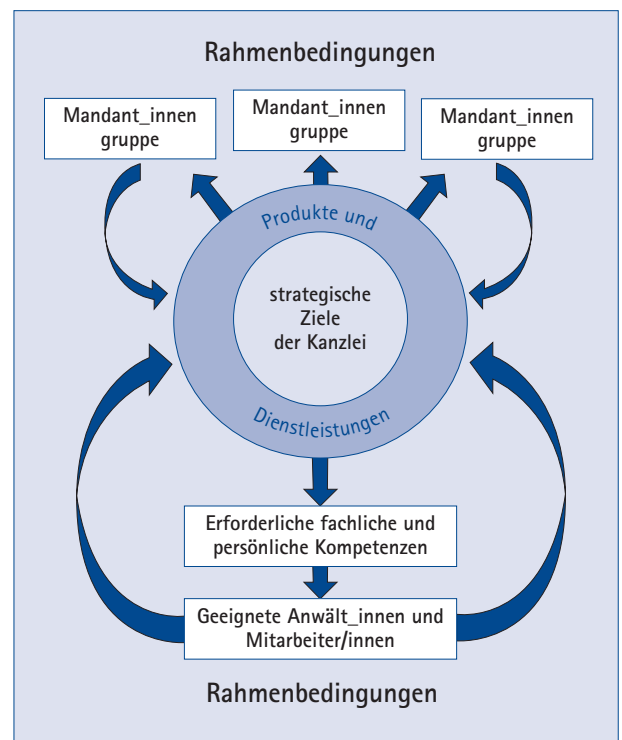 Rahmenbedingungen
Mandant_innen
gruppe
Mandant_innen
gruppe
Mandant_innen
gruppe
Produkte und
strategische
Ziele
der Kanzlei
Dienstleistungen
Erforderliche fachliche und
persönliche Kompetenzen
Geeignete Anwält_innen und
Mitarbeiter/innen
Rahmenbedingungen